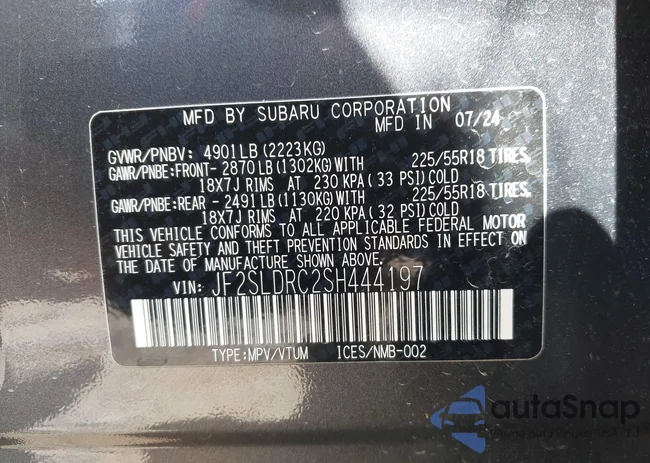 MFD BY SUBARU CORPORATION
MFD IN 07/24
GVWR/PNBV: 4901LB (2223KG)
GAWR/PNBE:FRONT- 2870LB (1302KG)WITH 225/55R18 TIRES,
18X7J RIMS AT 230 KPA (33 PSI)COLD
GAWR/PNBE:REAR - 2491LB (1130KG)WITH 225/55R18 TIRES,
18X7J RIMS AT 220 KPA (32 PSI)COLD
THIS VEHICLE CONFORMS TO ALL APPLICABLE FEDERAL MOTOR
VEHICLE SAFETY AND THEFT PREVENTION STANDARDS IN EFFECT ON
THE DATE OF MANUFACTURE SHOWN ABOVE.
VIN: JF2SLDRC2SH444197
TYPE:MPV/VTUM ICES/NMB-002
autoSnap